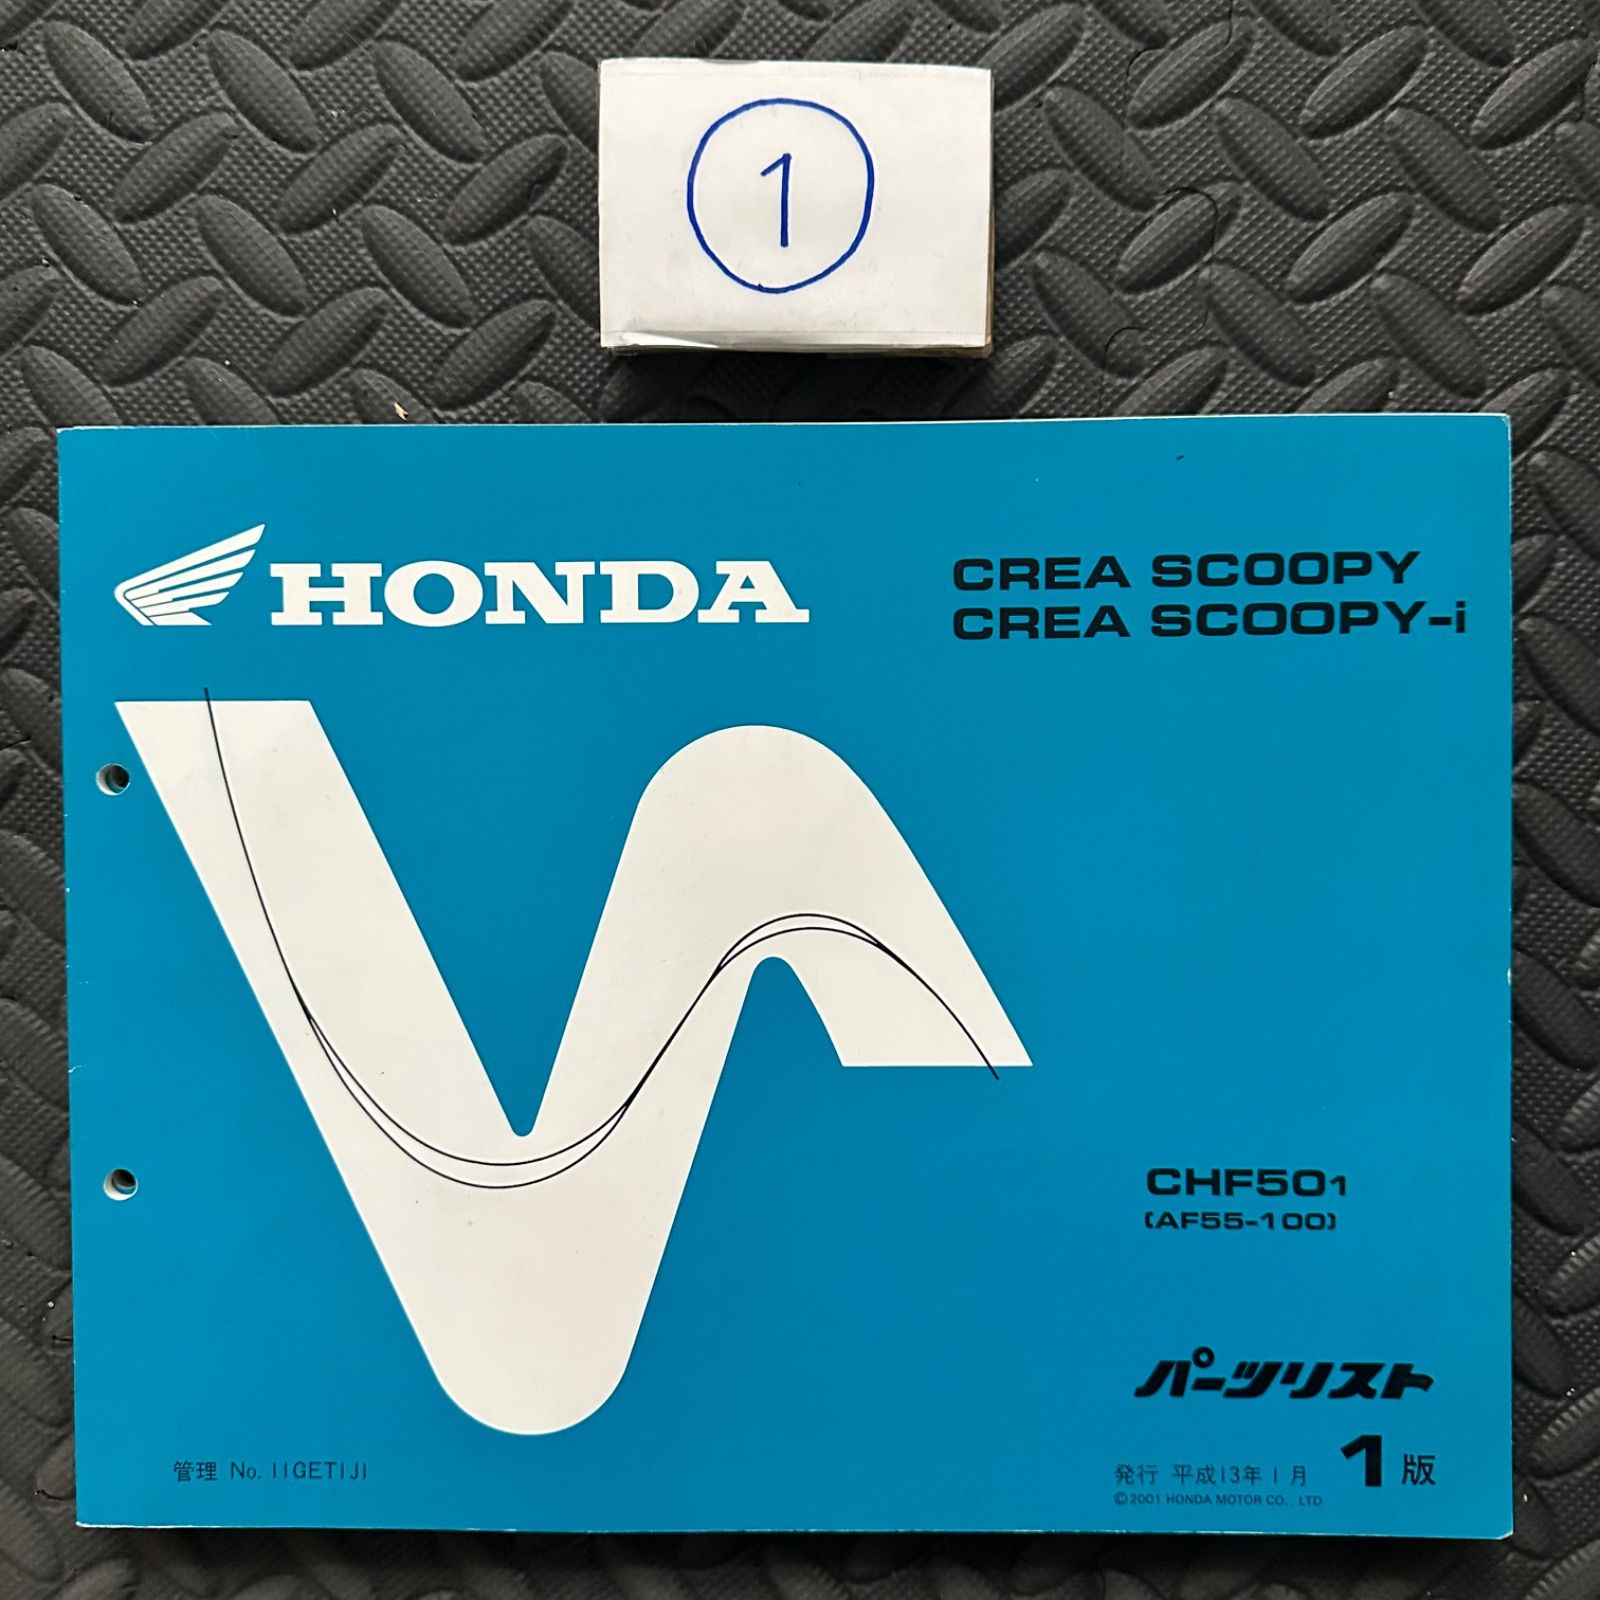 1
HONDA
CREA SCOOPY
CREA SCOOPY-i
CHF501
(AF55-100)
パーツリスト
1版
管理 No. 11GET1J1
発行 平成13年1月
©2001 HONDA MOTOR CO., LTD